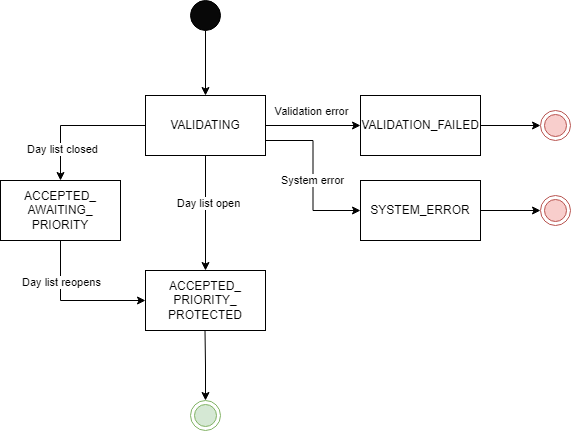 VALIDATING
Validation error
VALIDATION_FAILED
Day list closed
System error
ACCEPTED_
AWAITING_
PRIORITY
Day list open
SYSTEM_ERROR
Day list reopens
ACCEPTED_
PRIORITY_
PROTECTED